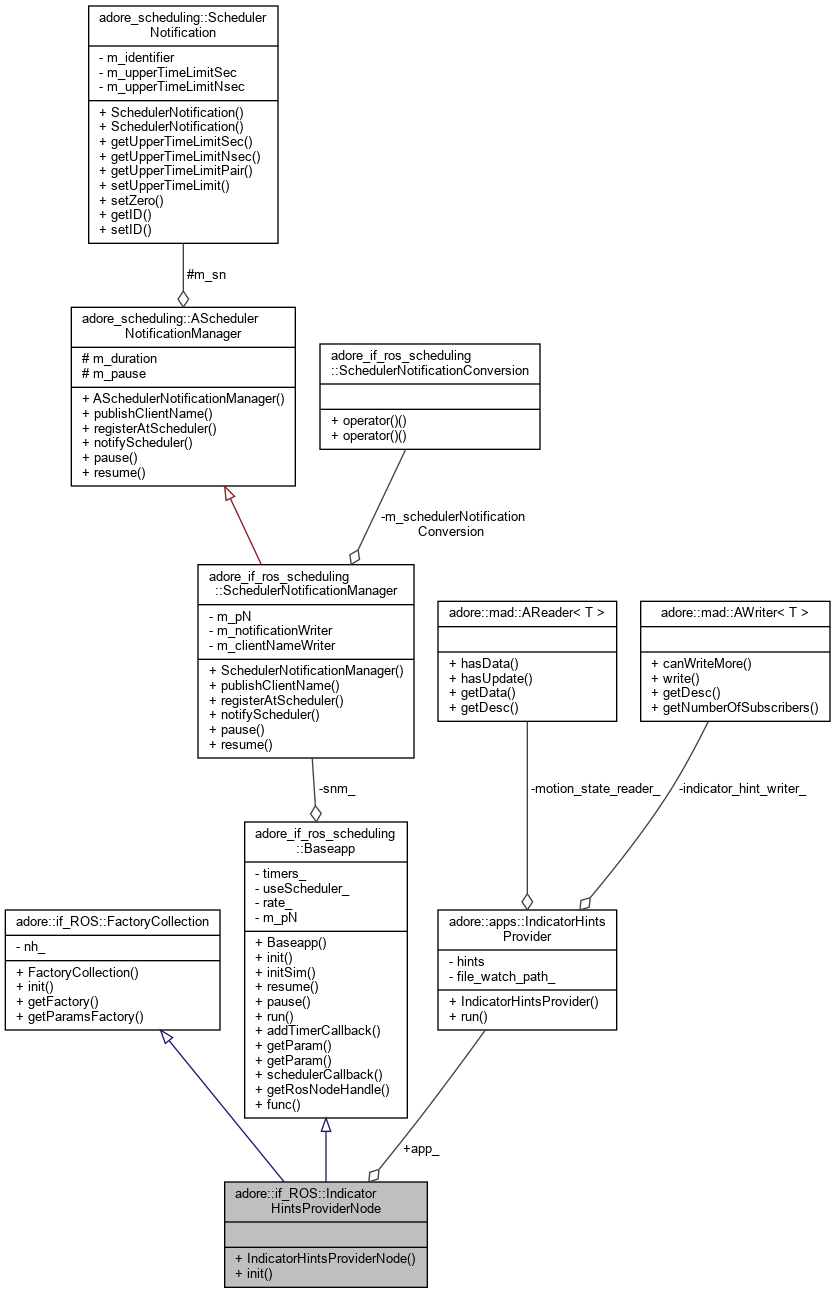 adore_scheduling::Scheduler
Notification
- m_identifier
- m_upperTimeLimitSec
- m_upperTimeLimitNsec
+ SchedulerNotification()
+ SchedulerNotification()
+ getUpperTimeLimitSec()
+ getUpperTimeLimitNsec()
+ getUpperTimeLimitPair()
+ setUpperTimeLimit()
+ setZero()
+ getID()
+ setID()
#m_sn
adore_scheduling::AScheduler
NotificationManager
# m_duration
# m_pause
+ ASchedulerNotificationManager()
+ publishClientName()
+ registerAtScheduler()
+ notifyScheduler()
+ pause()
+ resume()
adore_if_ros_scheduling
::SchedulerNotificationConversion
+ operator()()
+ operator()()
-m_schedulerNotification
Conversion
adore_if_ros_scheduling
::SchedulerNotificationManager
- m_pN
- m_notificationWriter
- m_clientNameWriter
+ SchedulerNotificationManager()
+ publishClientName()
+ registerAtScheduler()
+ notifyScheduler()
+ pause()
+ resume()
adore::mad::AReader< T >
+ hasData()
+ hasUpdate()
+ getData()
+ getDesc()
adore::mad::AWriter< T >
+ canWriteMore()
+ write()
+ getDesc()
+ getNumberOfSubscribers()
-snm_
-motion_state_reader_
-indicator_hint_writer_
adore_if_ros_scheduling
::Baseapp
- timers_
- useScheduler_
- rate_
- m_pN
+ Baseapp()
+ init()
+ initSim()
+ resume()
+ pause()
+ run()
+ addTimerCallback()
+ getParam()
+ getParam()
+ schedulerCallback()
+ getRosNodeHandle()
+ func()
adore::if_ROS::FactoryCollection
- nh_
+ FactoryCollection()
+ init()
+ getFactory()
+ getParamsFactory()
adore::apps::IndicatorHints
Provider
- hints
- file_watch_path_
+ IndicatorHintsProvider()
+ run()
+app_
adore::if_ROS::Indicator
HintsProviderNode
+ IndicatorHintsProviderNode()
+ init()